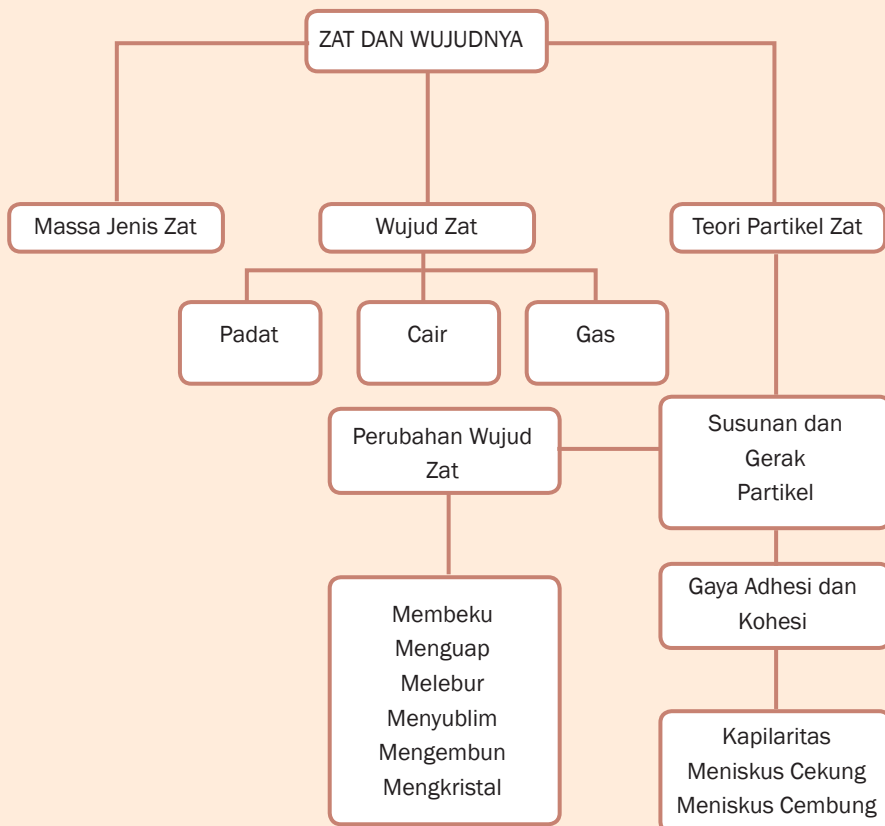 ZAT DAN WUJUDNYA
Massa Jenis Zat
Wujud Zat
Teori Partikel Zat
Padat
Cair
Gas
Perubahan Wujud
Zat
Susunan dan
Gerak
Partikel
Membeku
Menguap
Melebur
Menyublim
Mengembun
Mengkristal
Gaya Adhesi dan
Kohesi
Kapilaritas
Meniskus Cekung
Meniskus Cembung